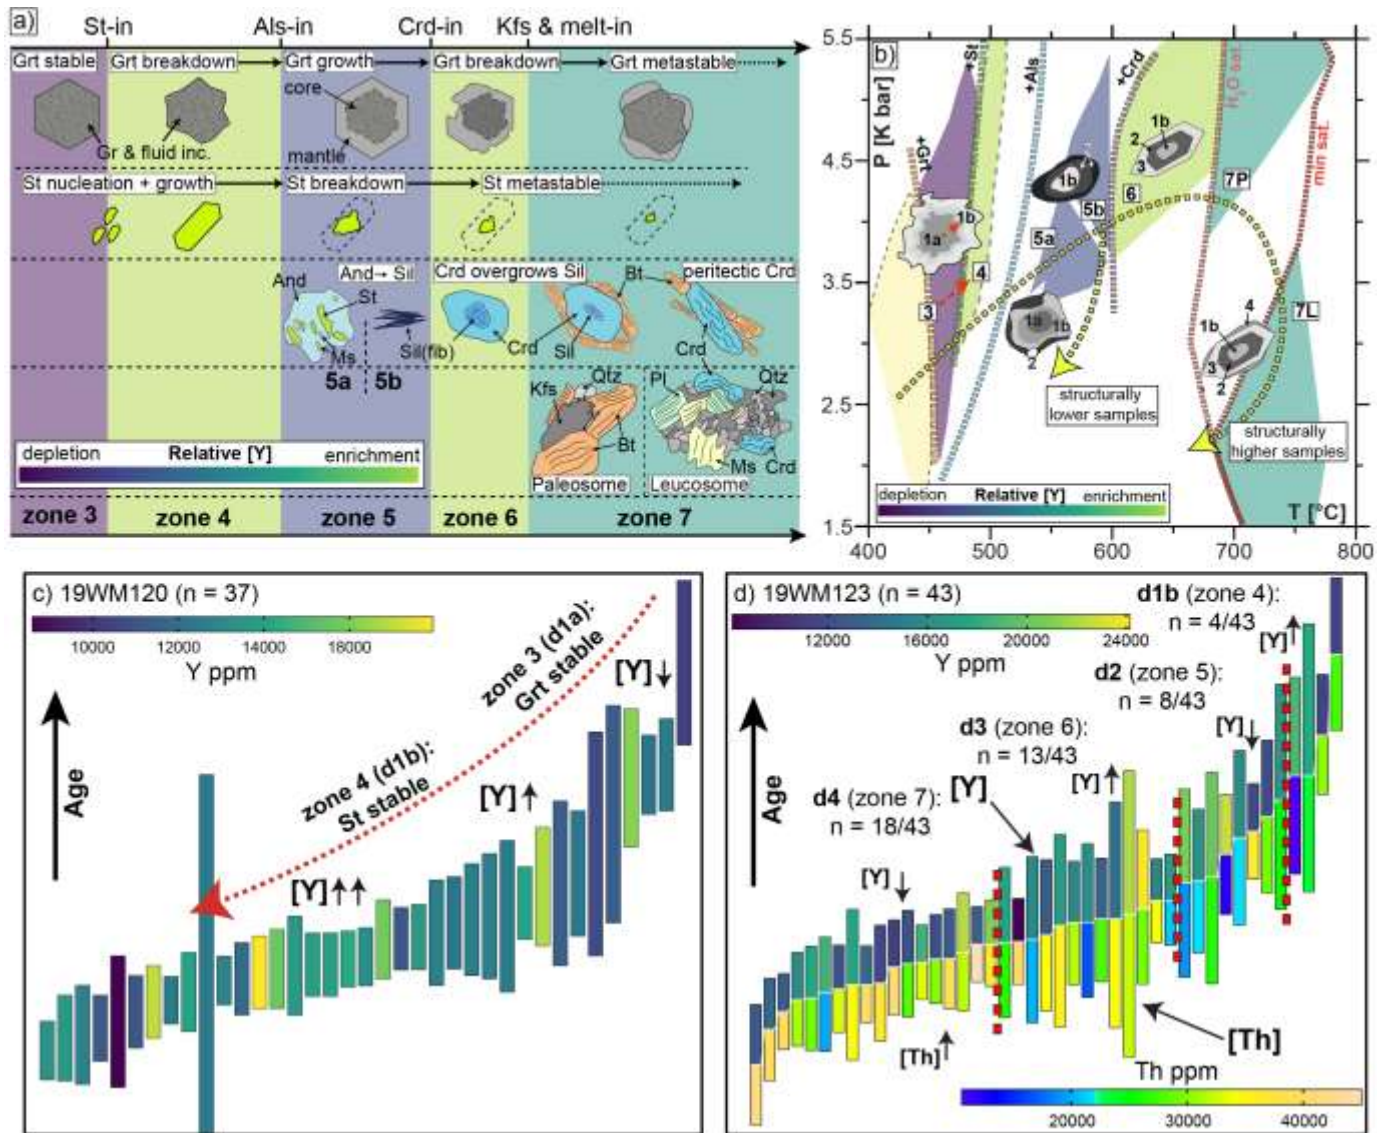 a)
St-in
Als-in
Crd-in
Kfs & melt-in
Grt stable
Grt breakdown
Grt growth
Grt breakdown
Grt metastable
core
mantle
Gr & fluid inc.
St nucleation + growth
St breakdown
St metastable
And
And→ Sil
St
Ms
Sil(fib)
5a
5b
Crd overgrows Sil
Crd
Sil
Bt
peritectic Crd
Crd
Kfs
Qtz
Bt
Paleosome
Pl
Qtz
Ms
Crd
Leucosome
depletion
Relative [Y]
enrichment
zone 3
zone 4
zone 5
zone 6
zone 7
b)
P [K bar]
5.5
4.5
3.5
2.5
1.5
400
500
600
700
800
T [°C]
+Grt
+St
+Als
+Crd
H2O sat.
min sat.
1a
1b
3
4
1b
5a
5b
1a
1b
2
1b
2
3
6
7P
7L
1b
4
3
2
structurally
lower samples
structurally
higher samples
depletion
Relative [Y]
enrichment
c) 19WM120 (n = 37)
10000
12000
14000
16000
18000
Y ppm
Age
zone 3 (d1a):
Grt stable
[Y]↓
zone 4 (d1b):
St stable
[Y]↑
[Y]↑↑
d) 19WM123 (n = 43)
12000
16000
20000
24000
Y ppm
Age
d1b (zone 4):
n = 4/43
[Y]↑
d2 (zone 5):
n = 8/43
[Y]↓
d3 (zone 6):
n = 13/43
[Y]↑
[Y]
d4 (zone 7):
n = 18/43
[Y]↓
[Th]↑
[Th]
Th ppm
20000
30000
40000